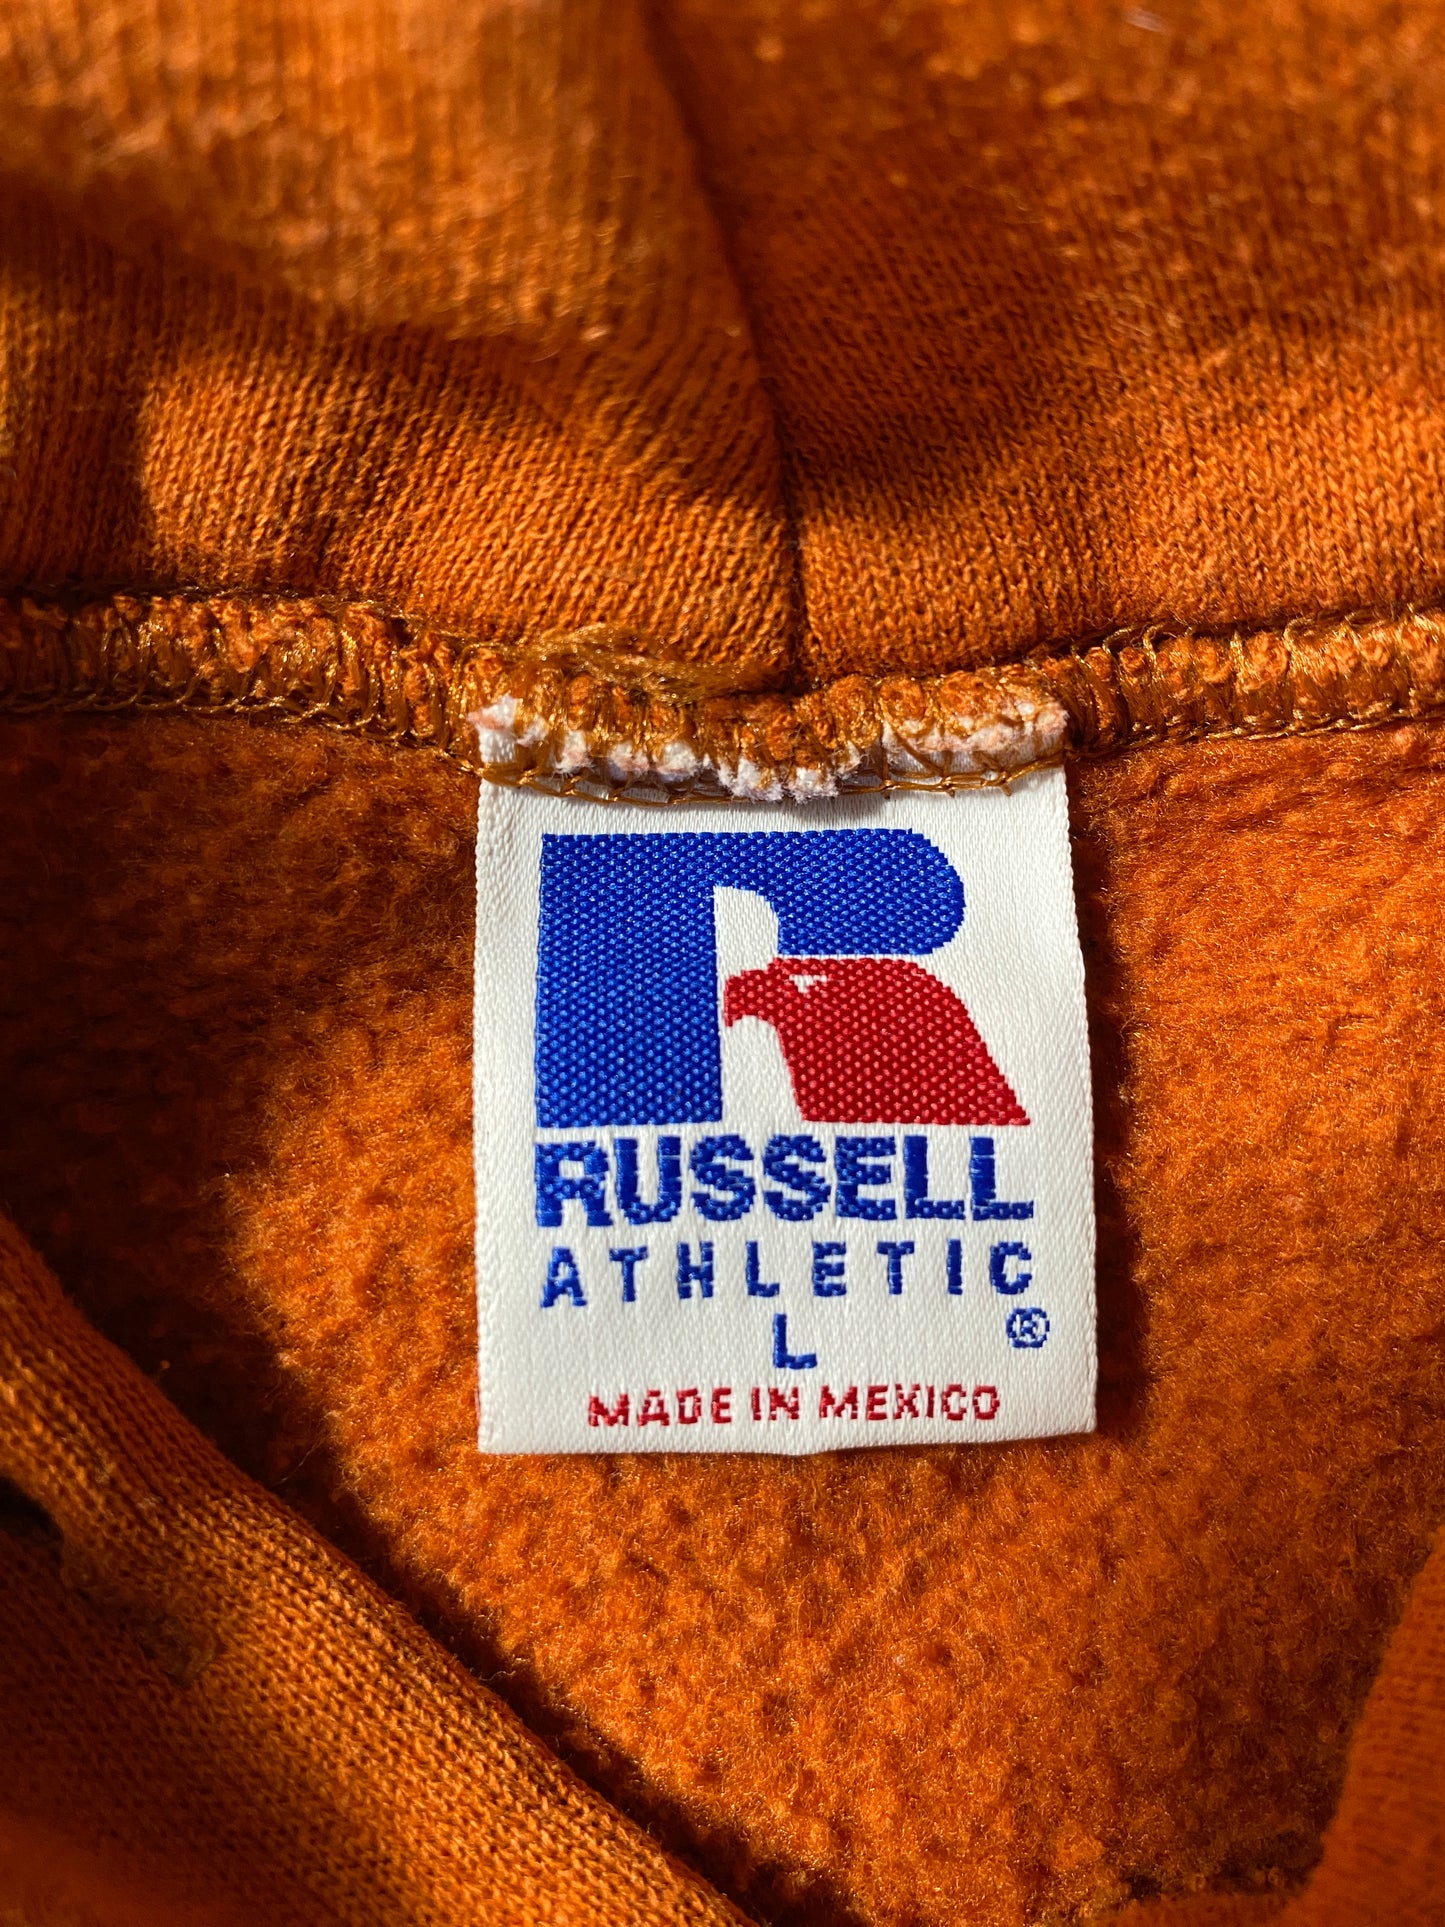 RUSSELL
ATHLETIC
®
L
MADE IN MEXICO